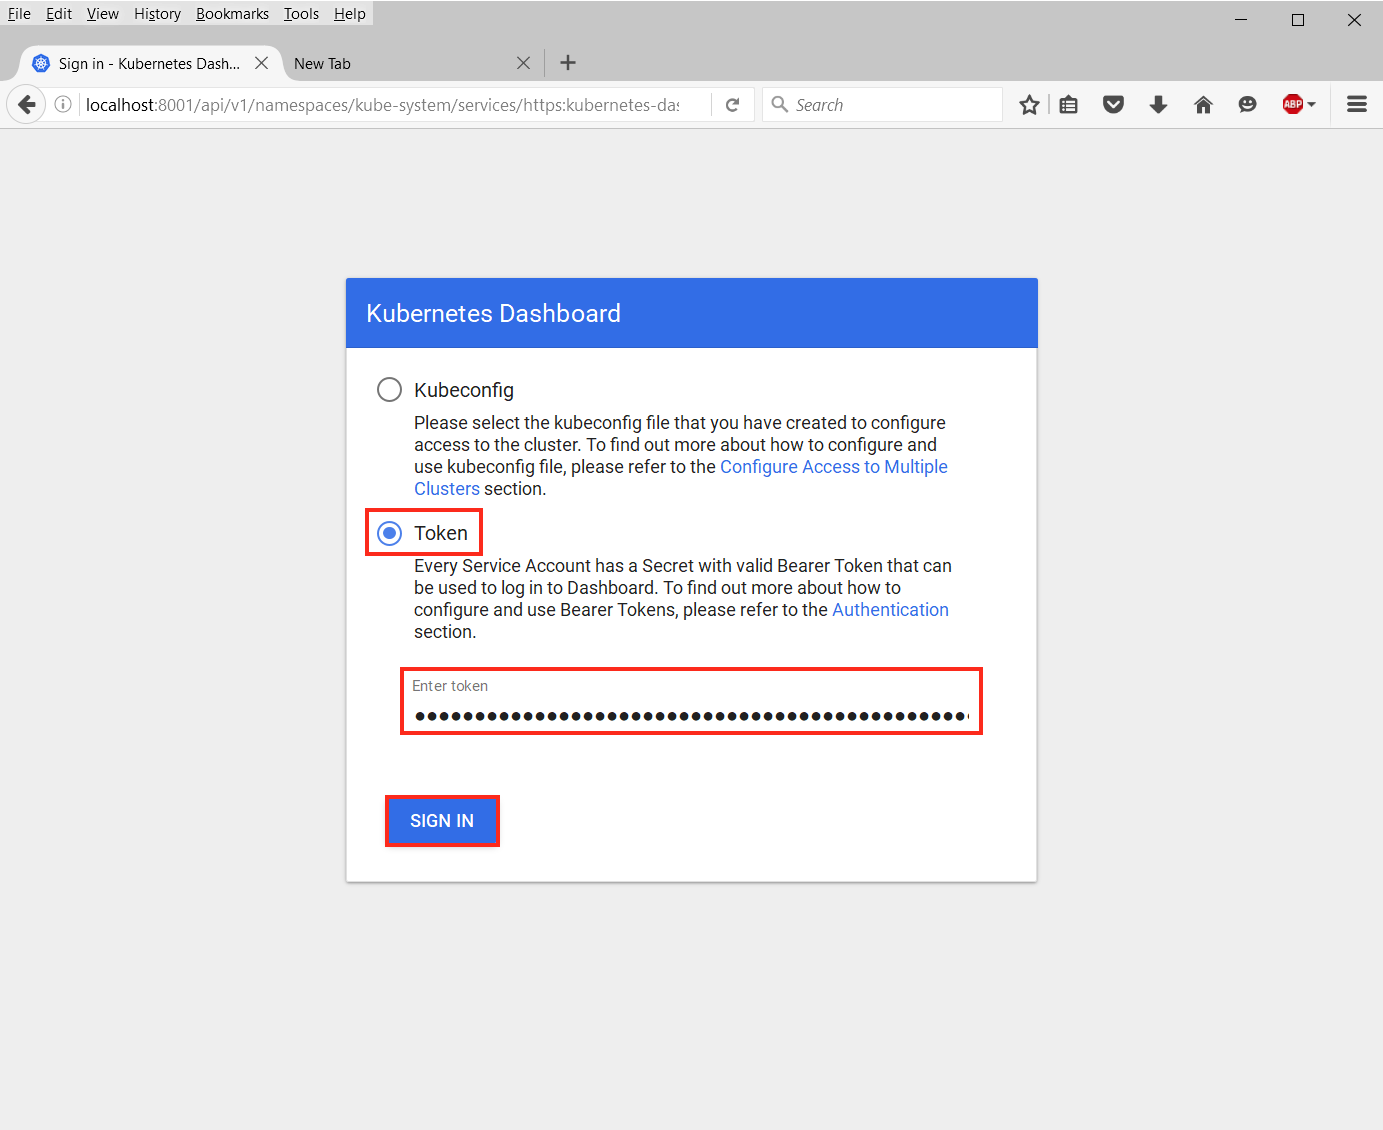 File Edit View History Bookmarks Tools Help
Sign in - Kubernetes Dash... New Tab
localhost:8001/api/v1/namespaces/kube-system/services/https:kubernetes-das Search ABP
Kubernetes Dashboard
Kubeconfig
Please select the kubeconfig file that you have created to configure
access to the cluster. To find out more about how to configure and
use kubeconfig file, please refer to the Configure Access to Multiple
Clusters section.
Token
Every Service Account has a Secret with valid Bearer Token that can
be used to log in to Dashboard. To find out more about how to
configure and use Bearer Tokens, please refer to the Authentication
section.
Enter token
SIGN IN